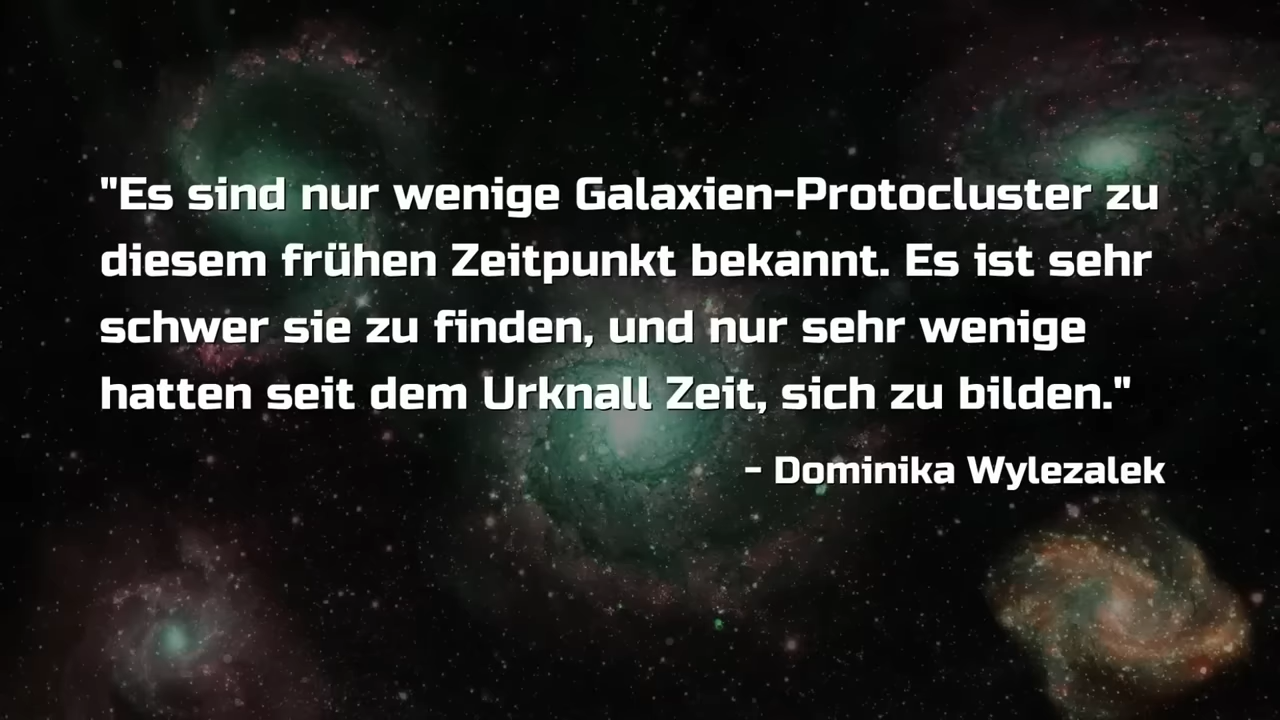 "Es sind nur wenige Galaxien-Protocluster zu
diesem frühen Zeitpunkt bekannt. Es ist sehr
schwer sie zu finden, und nur sehr wenige
hatten seit dem Urknall Zeit, sich zu bilden."
- Dominika Wylezalek